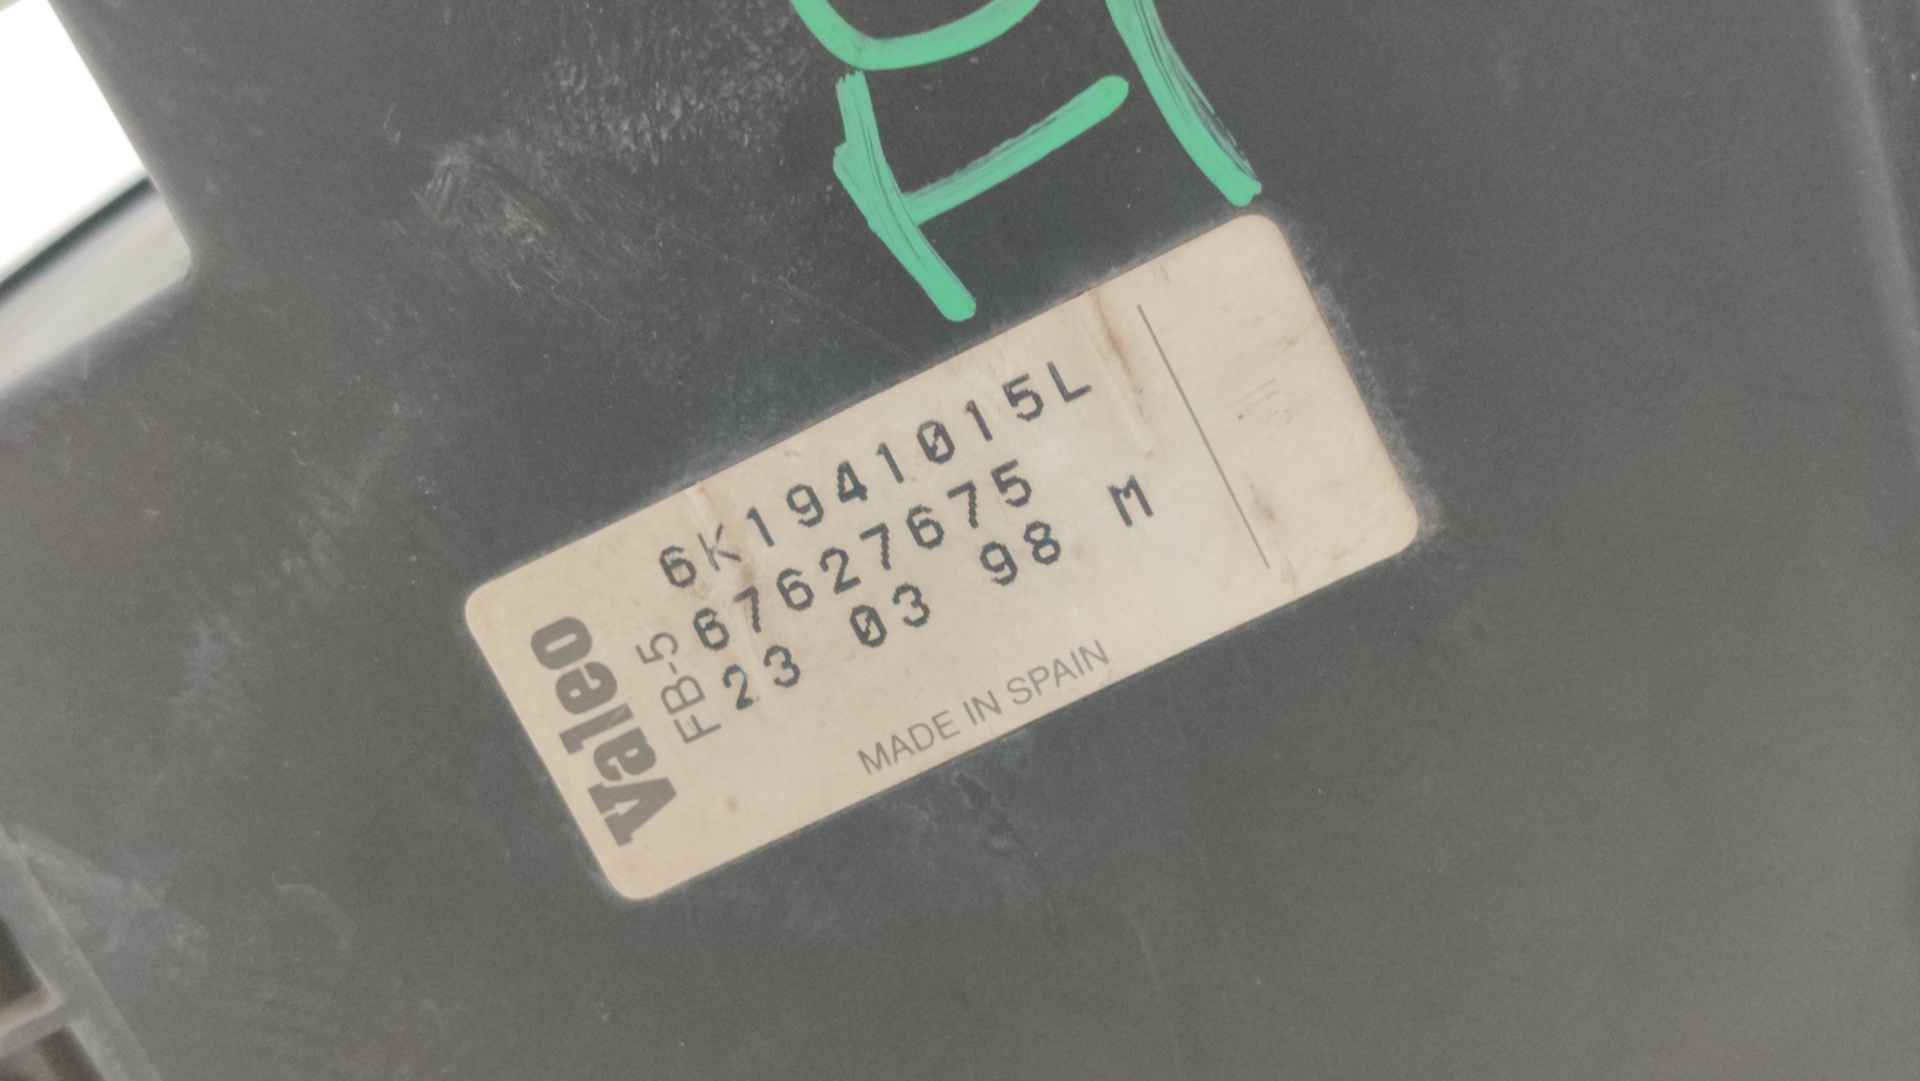 6K1941015L
67627675
23 03 98 M
Valeo
FB-5
MADE IN SPAIN